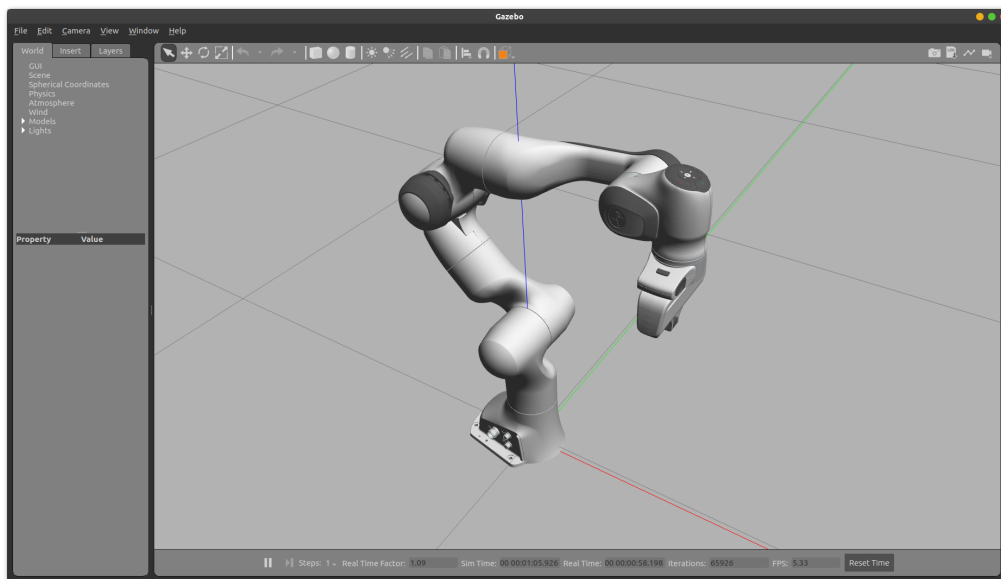 Gazebo
File Edit Camera View Window Help
World Insert Layers
GUI
Scene
Spherical Coordinates
Physics
Atmosphere
Wind
Models
Lights
Property Value
Steps: 1 Real Time Factor: 1.09 Sim Time: 00 00:01:05.926 Real Time: 00 00:00:58.198 Iterations: 65926 FPS: 5.33 Reset Time